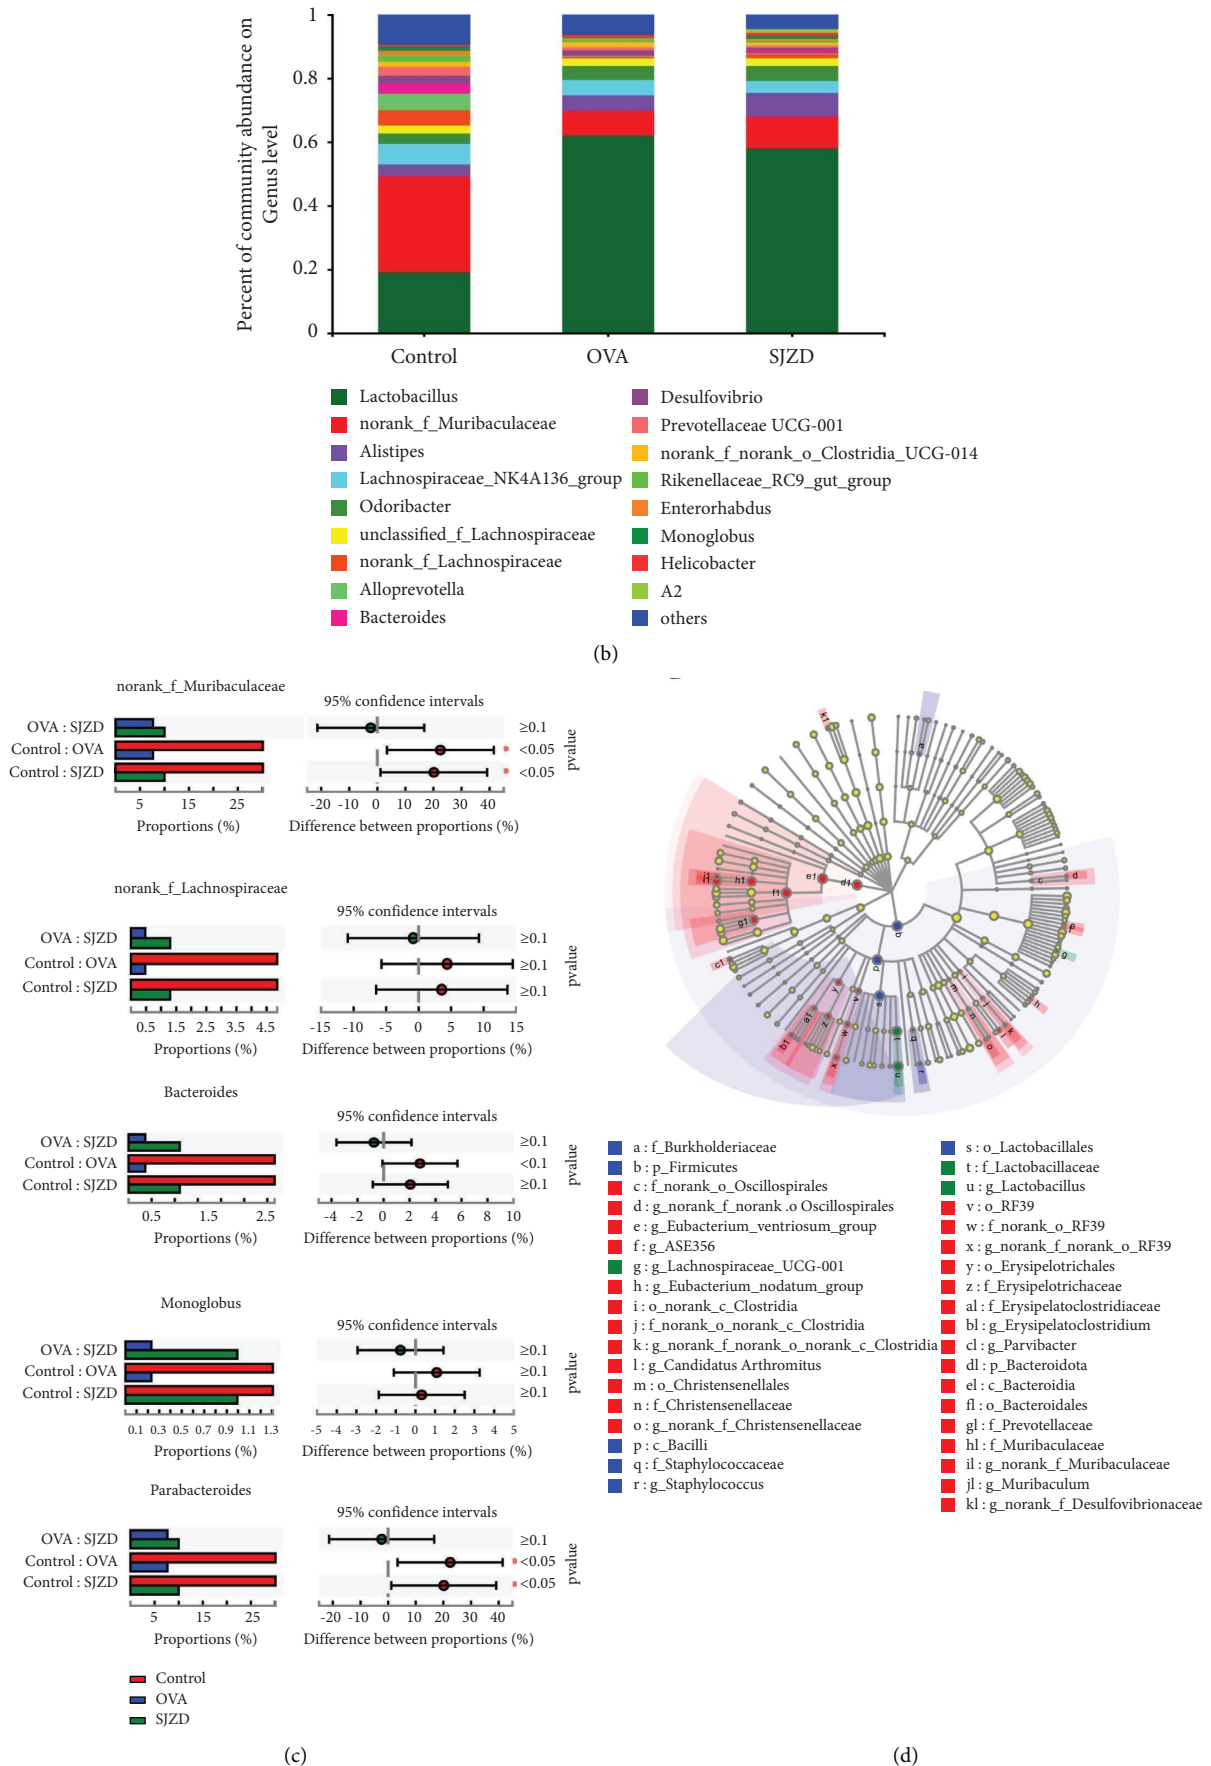 1
0.8
0.6
0.4
0.2
0
Percent of community abundance on
Genus level
Control
OVA
SJZD
Lactobacillus
norank_f_Muribaculaceae
Alistipes
Lachnospiraceae_NK4A136_group
Odoribacter
unclassified_f_Lachnospiraceae
norank_f_Lachnospiraceae
Alloprevotella
Bacteroides
Desulfovibrio
Prevotellaceae UCG-001
norank_f_norank_o_Clostridia_UCG-014
Rikenellaceae_RC9_gut_group
Enterorhabdus
Monoglobus
Helicobacter
A2
others
(b)
norank_f_Muribaculaceae
95% confidence intervals
OVA : SJZD
Control : OVA
Control : SJZD
≥0.1
<0.05
<0.05
pvalue
5 15 25
-20 -10 0 10 20 30 40
Proportions (%)
Difference between proportions (%)
norank_f_Lachnospiraceae
95% confidence intervals
OVA : SJZD
Control : OVA
Control : SJZD
≥0.1
≥0.1
≥0.1
pvalue
0.5 1.5 2.5 3.5 4.5
-15 -10 -5 0 5 10 15
Proportions (%)
Difference between proportions (%)
Bacteroides
95% confidence intervals
OVA : SJZD
Control : OVA
Control : SJZD
≥0.1
<0.1
≥0.1
pvalue
0.5 1.5 2.5
-4 -2 0 2 4 6 8 10
Proportions (%)
Difference between proportions (%)
Monoglobus
95% confidence intervals
OVA : SJZD
Control : OVA
Control : SJZD
≥0.1
≥0.1
≥0.1
pvalue
0.1 0.3 0.5 0.7 0.9 1.1 1.3
-5 -4 -3 -2 -1 0 1 2 3 4 5
Proportions (%)
Difference between proportions (%)
Parabacteroides
95% confidence intervals
OVA : SJZD
Control : OVA
Control : SJZD
≥0.1
<0.05
<0.05
pvalue
5 15 25
-20 -10 0 10 20 30 40
Proportions (%)
Difference between proportions (%)
Control
OVA
SJZD
(c)
k1
a
e1
d1
h1
f1
g1
c1
c
d
g
h
p
s
y
v
a1
z
w
b1
x
t
u
q
r
m
i
j
n
l
k
o
a : f_Burkholderiaceae
b : p_Firmicutes
c : f_norank_o_Oscillospirales
d : g_norank_f_norank .o Oscillospirales
e : g_Eubacterium_ventriosum_group
f : g_ASE356
g : g_Lachnospiraceae_UCG-001
h : g_Eubacterium_nodatum_group
i : o_norank_c_Clostridia
j : f_norank_o_norank_c_Clostridia
k : g_norank_f_norank_o_norank_c_Clostridia
l : g_Candidatus Arthromitus
m : o_Christensenellales
n : f_Christensenellaceae
o : g_norank_f_Christensenellaceae
p : c_Bacilli
q : f_Staphylococcaceae
r : g_Staphylococcus
s : o_Lactobacillales
t : f_Lactobacillaceae
u : g_Lactobacillus
v : o_RF39
w : f_norank_o_RF39
x : g_norank_f_norank_o_RF39
y : o_Erysipelotrichales
z : f_Erysipelotrichaceae
al : f_Erysipelatoclostridiaceae
bl : g_Erysipelatoclostridium
cl : g_Parvibacter
dl : p_Bacteroidota
el : c_Bacteroidia
fl : o_Bacteroidales
gl : f_Prevotellaceae
hl : f_Muribaculaceae
il : g_norank_f_Muribaculaceae
jl : g_Muribaculum
kl : g_norank_f_Desulfovibrionaceae
(d)